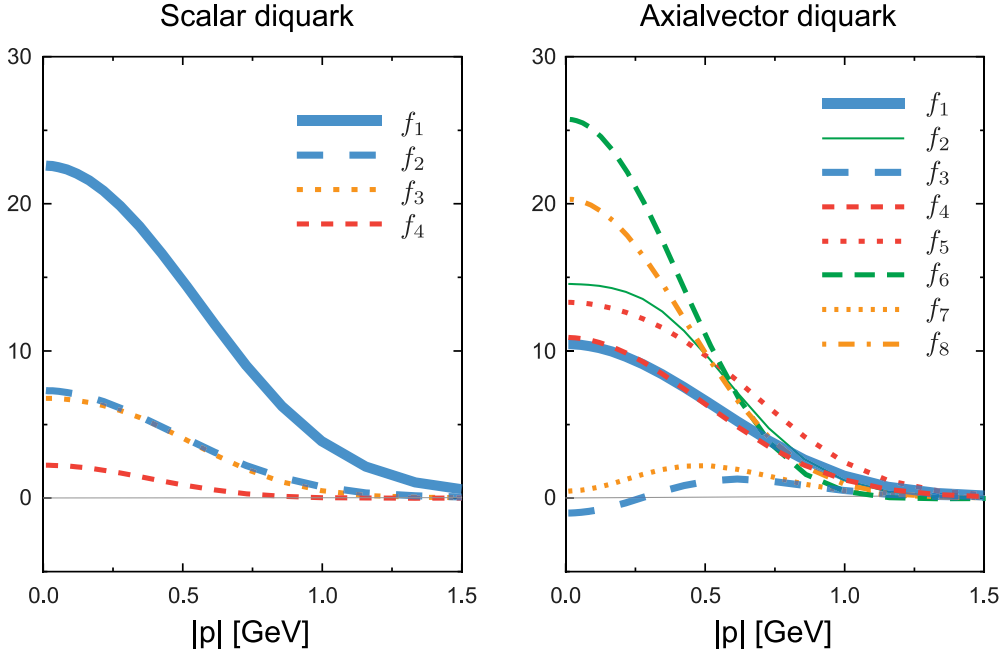 Scalar diquark
30
20
10
0
0.0 0.5 1.0 1.5
|p| [GeV]
f1
f2
f3
f4
Axialvector diquark
30
20
10
0
0.0 0.5 1.0 1.5
|p| [GeV]
f1
f2
f3
f4
f5
f6
f7
f8